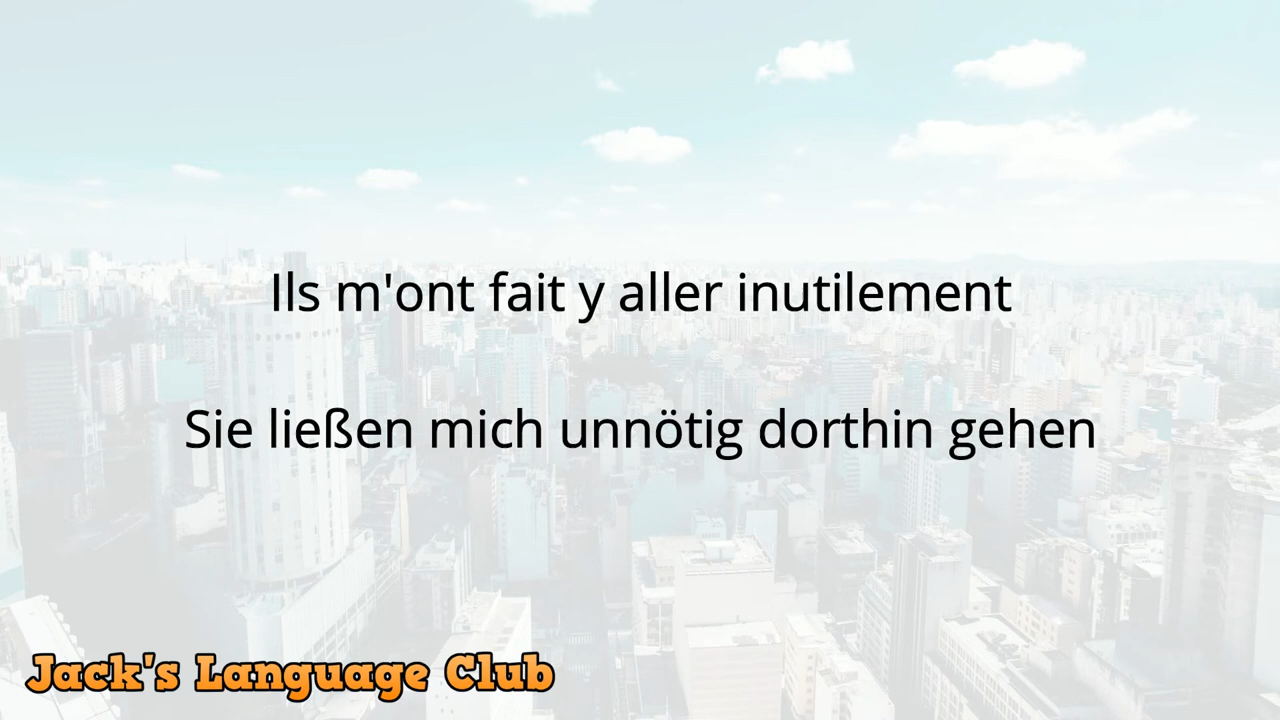 Ils m'ont fait y aller inutilement
Sie ließen mich unnötig dorthin gehen
Jack's Language Club